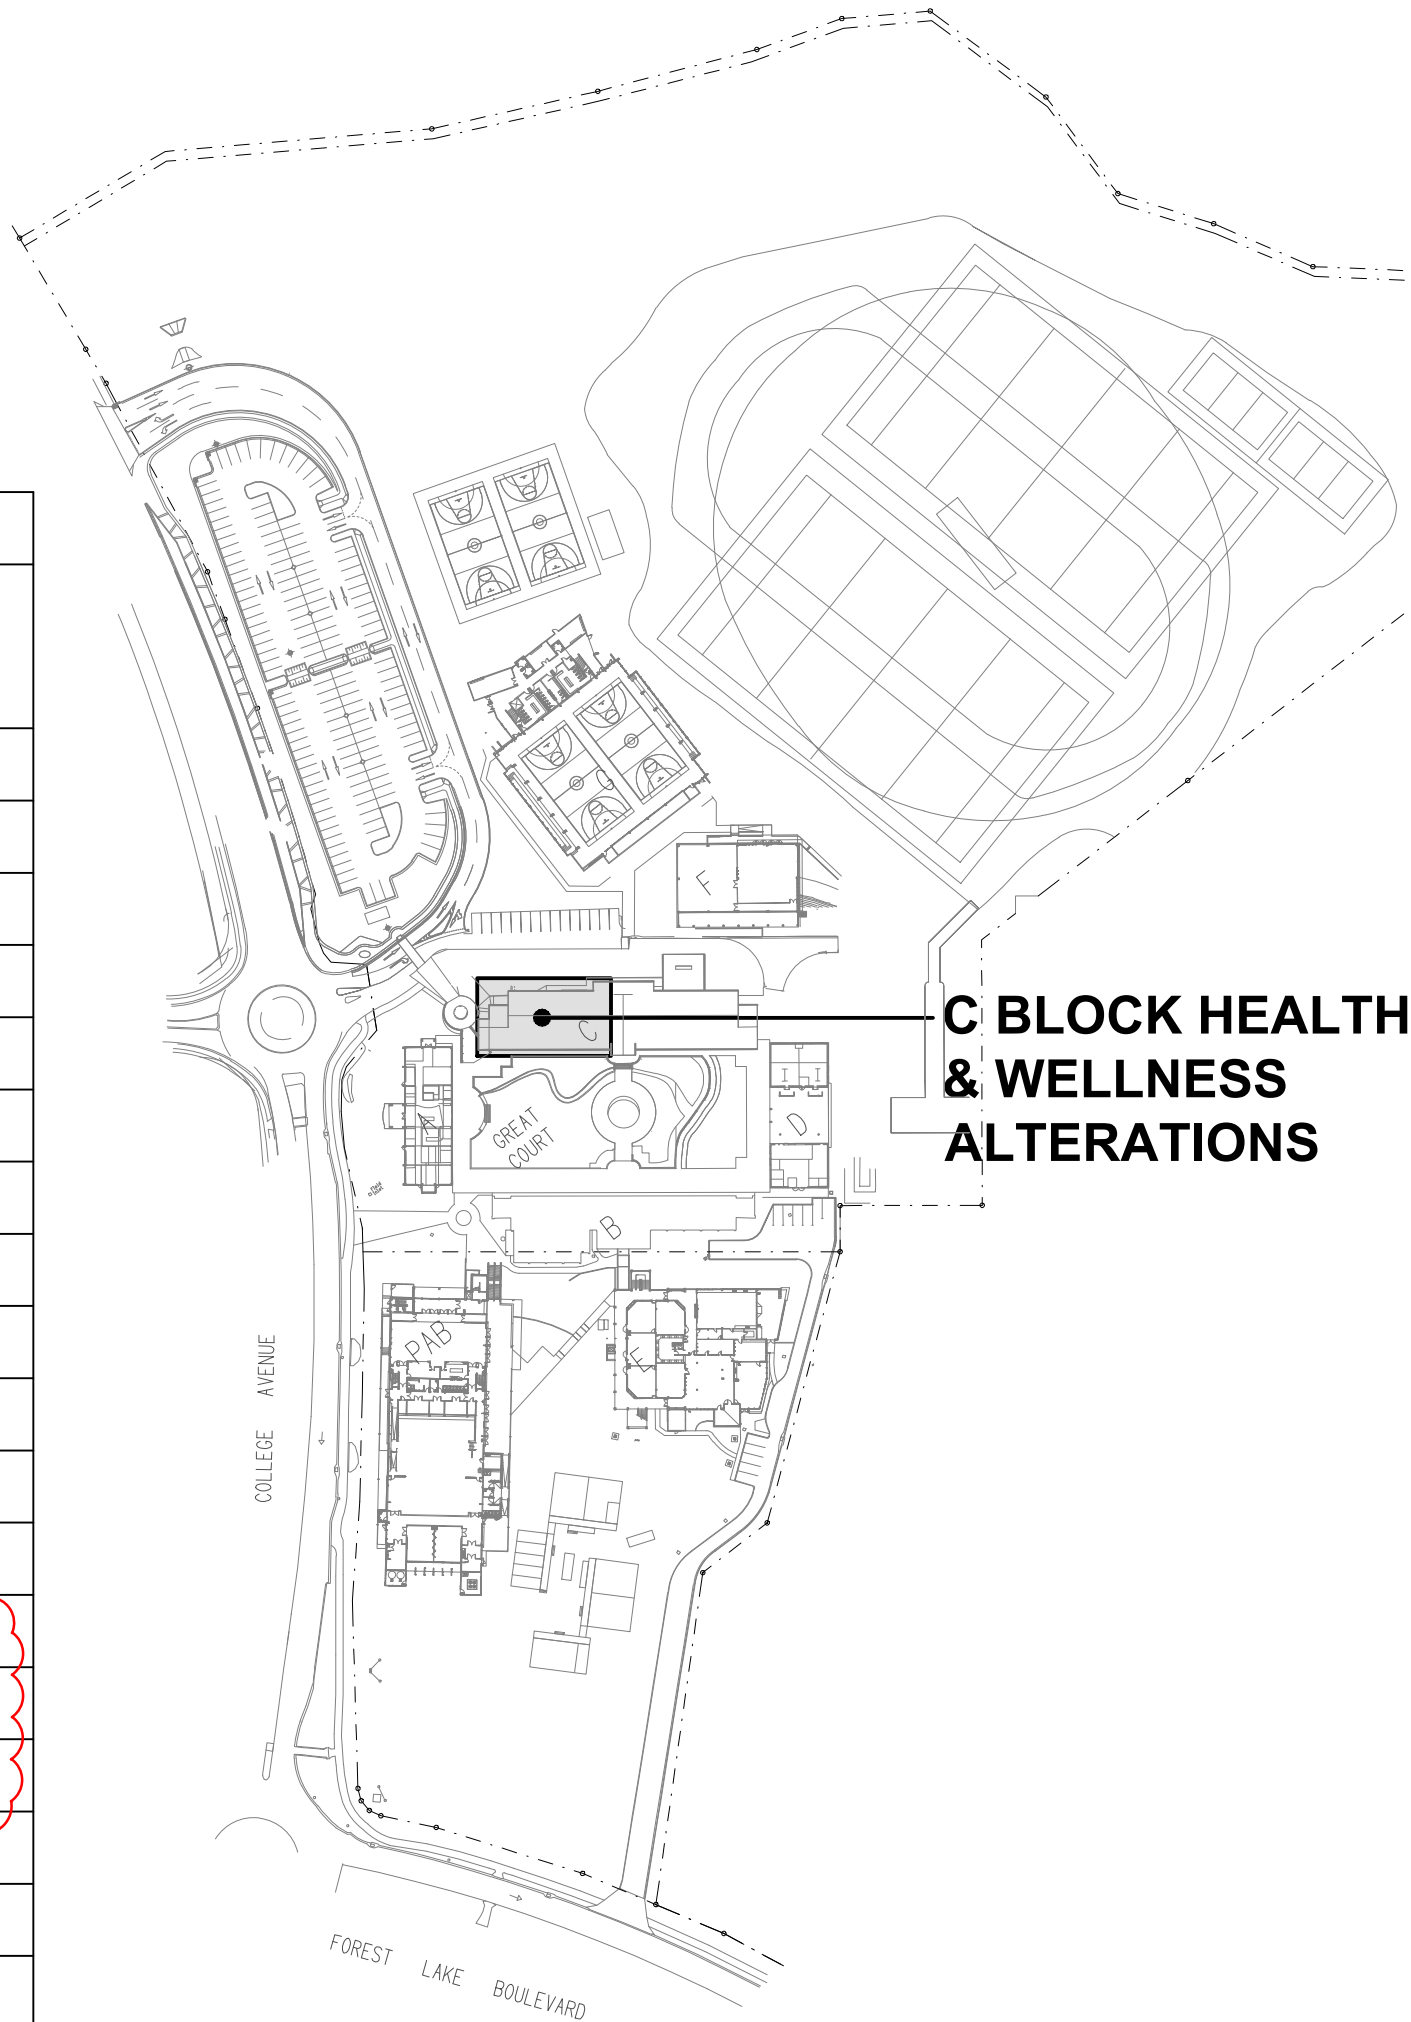 G
F
C BLOCK HEALTH
& WELLNESS
ALTERATIONS
C
A
GREAT
COURT
D
B
PAB
E
COLLEGE AVENUE
FOREST LAKE BOULEVARD